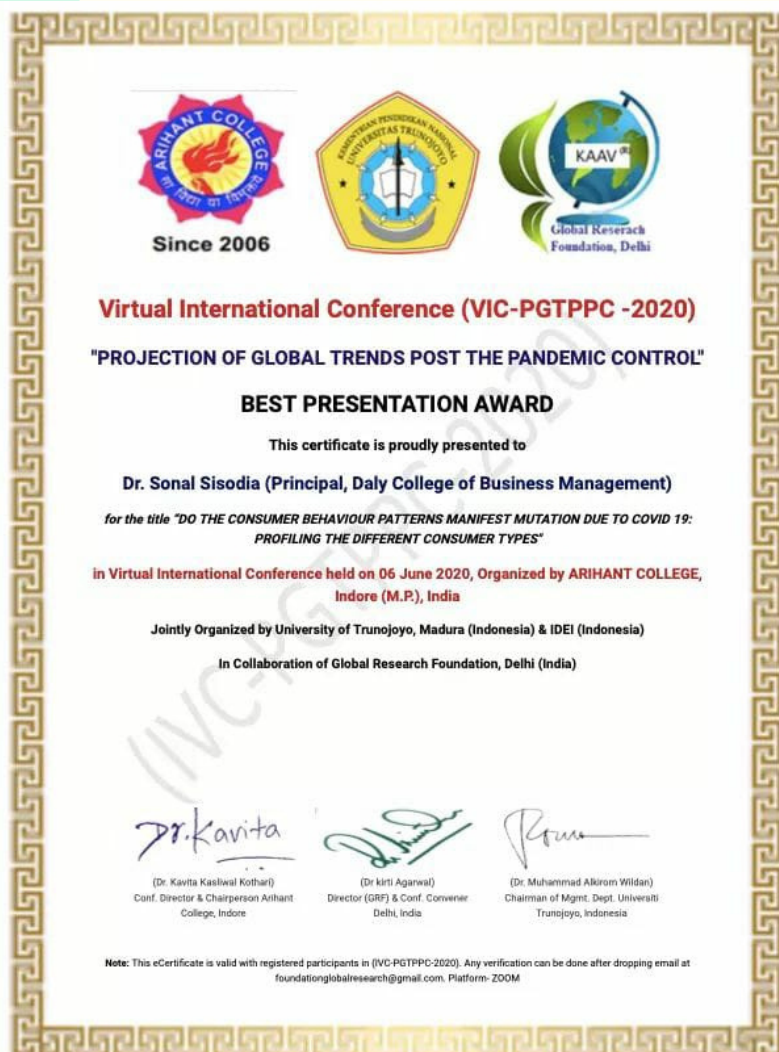 ARIHANT COLLEGE
सा विद्या या विमुक्तये
Since 2006
KEMENTRIAN PENDIDIKAN NASIONAL
UNIVERSITAS TRUNOJOYO
KAAV (R)
Global Reserach
Foundation, Delhi
Virtual International Conference (VIC-PGTPPC -2020)
"PROJECTION OF GLOBAL TRENDS POST THE PANDEMIC CONTROL"
BEST PRESENTATION AWARD
This certificate is proudly presented to
Dr. Sonal Sisodia (Principal, Daly College of Business Management)
for the title "DO THE CONSUMER BEHAVIOUR PATTERNS MANIFEST MUTATION DUE TO COVID 19:
PROFILING THE DIFFERENT CONSUMER TYPES"
in Virtual International Conference held on 06 June 2020, Organized by ARIHANT COLLEGE,
Indore (M.P.), India
Jointly Organized by University of Trunojoyo, Madura (Indonesia) & IDEI (Indonesia)
In Collaboration of Global Research Foundation, Delhi (India)
(IVC-PGTPPC-2020)
Dr. Kavita
(Dr. Kavita Kasliwal Kothari)
Conf. Director & Chairperson Arihant
College, Indore
(Dr kirti Agarwal)
Director (GRF) & Conf. Convener
Delhi, India
(Dr. Muhammad Alkirom Wildan)
Chairman of Mgmt. Dept. Universiti
Trunojoyo, Indonesia
Note: This eCertificate is valid with registered participants in (IVC-PGTPPC-2020). Any verification can be done after dropping email at
foundationglobalresearch@gmail.com. Platform- ZOOM